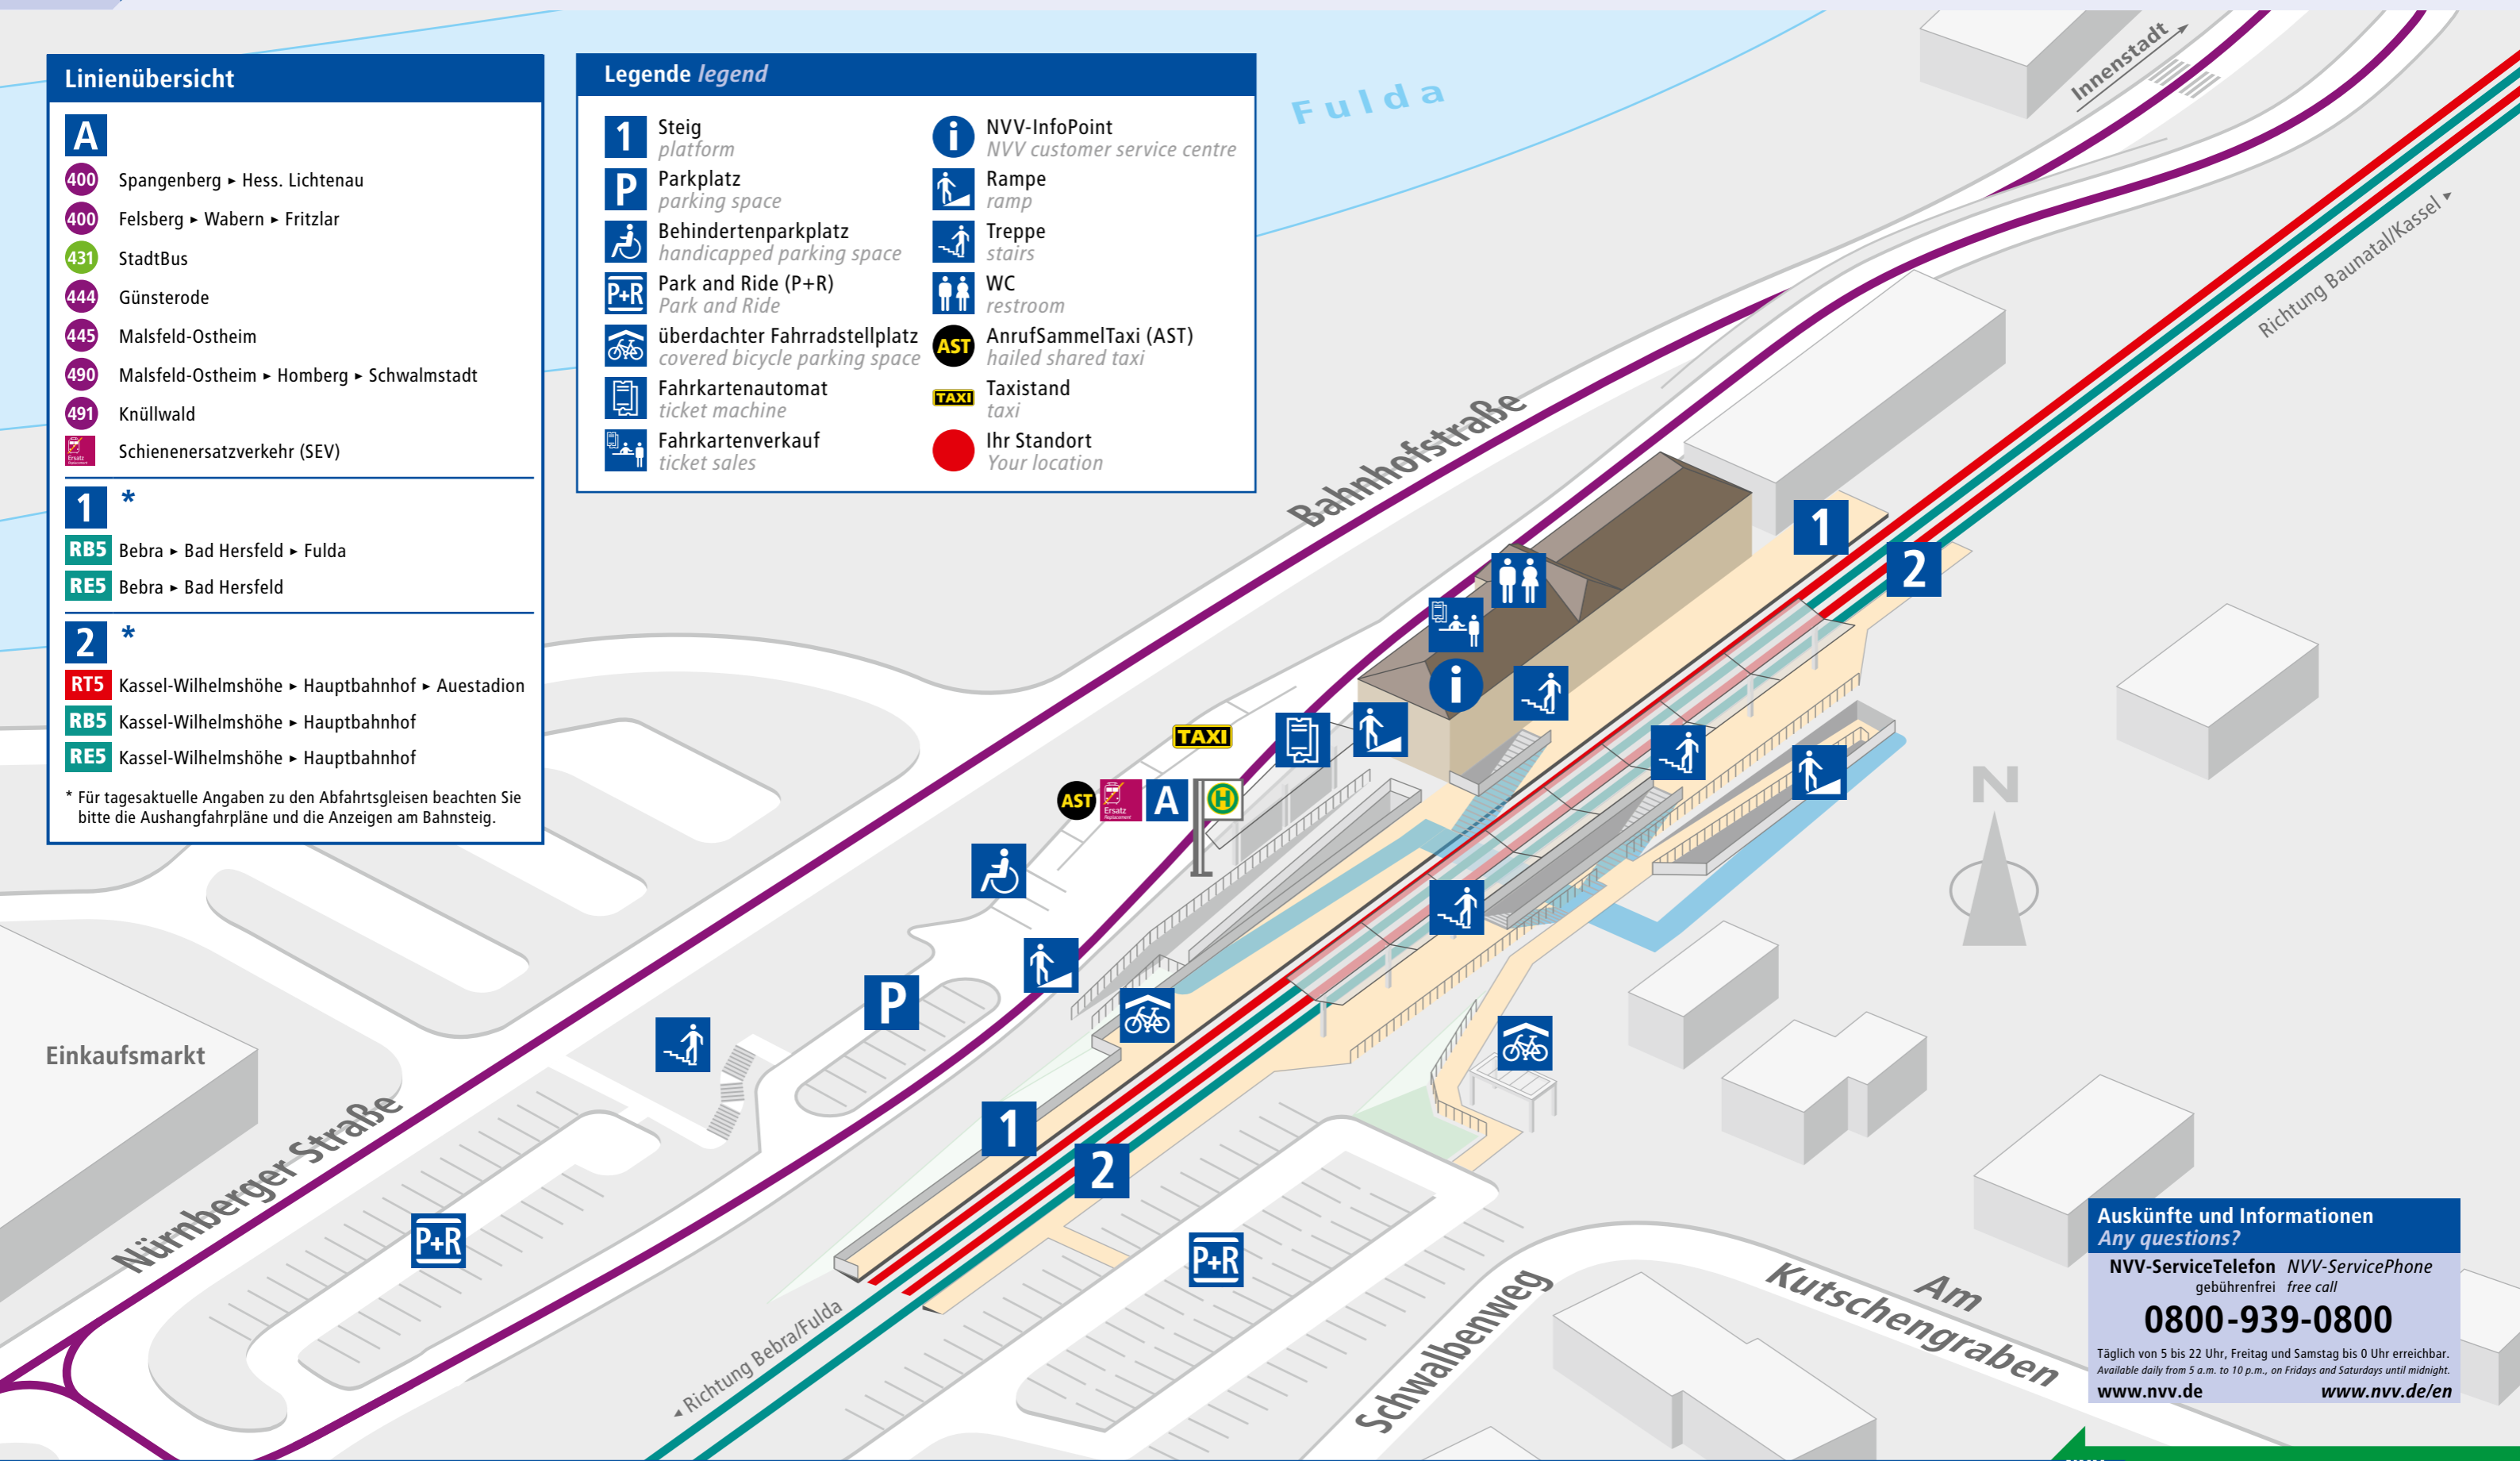 Linienübersicht
A
400 Spangenberg ▸ Hess. Lichtenau
400 Felsberg ▸ Wabern ▸ Fritzlar
431 StadtBus
444 Günsterode
445 Malsfeld-Ostheim
490 Malsfeld-Ostheim ▸ Homberg ▸ Schwalmstadt
491 Knüllwald
Ersatz Schienenersatzverkehr (SEV)
Replacement
1 *
RB5 Bebra ▸ Bad Hersfeld ▸ Fulda
RE5 Bebra ▸ Bad Hersfeld
2 *
RT5 Kassel-Wilhelmshöhe ▸ Hauptbahnhof ▸ Auestadion
RB5 Kassel-Wilhelmshöhe ▸ Hauptbahnhof
RE5 Kassel-Wilhelmshöhe ▸ Hauptbahnhof
* Für tagesaktuelle Angaben zu den Abfahrtsgleisen beachten Sie
bitte die Aushangfahrpläne und die Anzeigen am Bahnsteig.
Legende legend
1 Steig
platform
P Parkplatz
parking space
Behindertenparkplatz
handicapped parking space
P+R Park and Ride (P+R)
Park and Ride
überdachter Fahrradstellplatz
covered bicycle parking space
Fahrkartenautomat
ticket machine
Fahrkartenverkauf
ticket sales
i NVV-InfoPoint
NVV customer service centre
Rampe
ramp
Treppe
stairs
WC
restroom
AST AnrufSammelTaxi (AST)
hailed shared taxi
TAXI Taxistand
taxi
Ihr Standort
Your location
Fulda
Innenstadt
Richtung Baunatal/Kassel
Bahnhofstraße
1
2
i
TAXI
AST
Ersatz
Replacement
A
H
N
P
Einkaufsmarkt
Nürnberger Straße
1
2
P+R
P+R
Richtung Bebra/Fulda
Schwalbenweg
Am
Kutschengraben
Auskünfte und Informationen
Any questions?
NVV-ServiceTelefon NVV-ServicePhone
gebührenfrei free call
0800-939-0800
Täglich von 5 bis 22 Uhr, Freitag und Samstag bis 0 Uhr erreichbar.
Available daily from 5 a.m. to 10 p.m., on Fridays and Saturdays until midnight.
www.nvv.de www.nvv.de/en